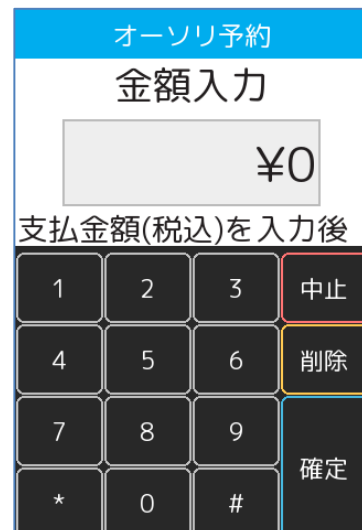 オーソリ予約
金額入力
¥0
支払金額(税込)を入力後
1 2 3 中止
4 5 6 削除
7 8 9
確定
* 0 #